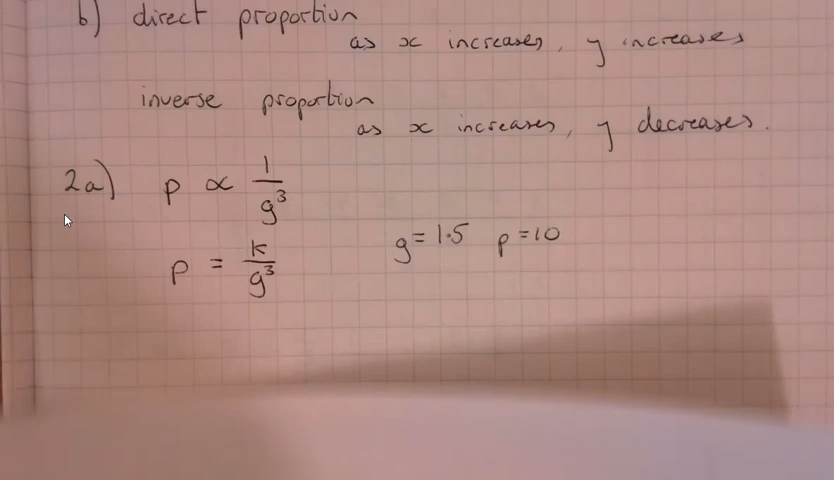 b) direct proportion
as x increases, y increases
inverse proportion
as x increases, y decreases.
2a) p ∝ 1/g³
p = k/g³ g = 1·5 p = 10